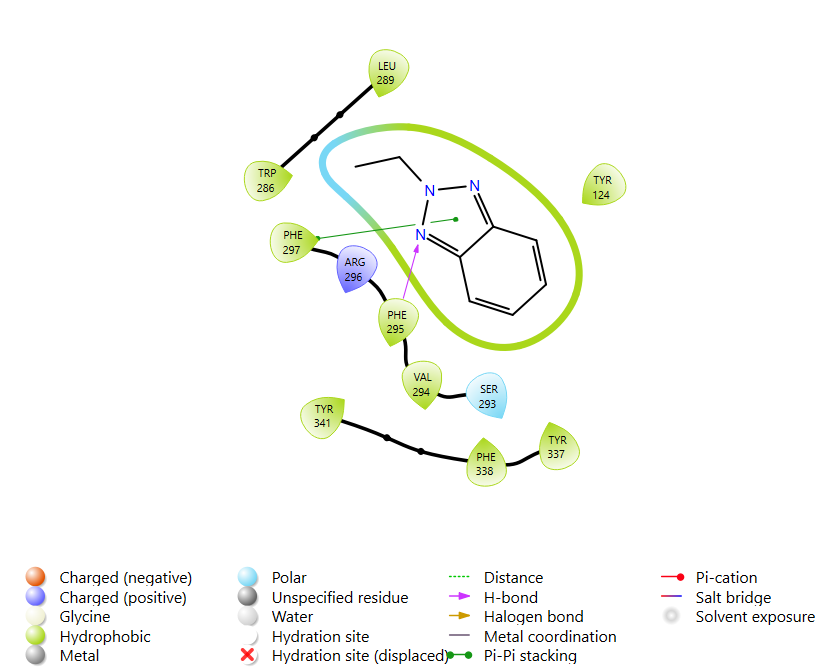 LEU
289
TRP
286
TYR
124
N
N
N
PHE
297
ARG
296
PHE
295
VAL
294
SER
293
TYR
341
PHE
338
TYR
337
Charged (negative)
Charged (positive)
Glycine
Hydrophobic
Metal
Polar
Unspecified residue
Water
Hydration site
Hydration site (displaced)
Distance
H-bond
Halogen bond
Metal coordination
Pi-Pi stacking
Pi-cation
Salt bridge
Solvent exposure